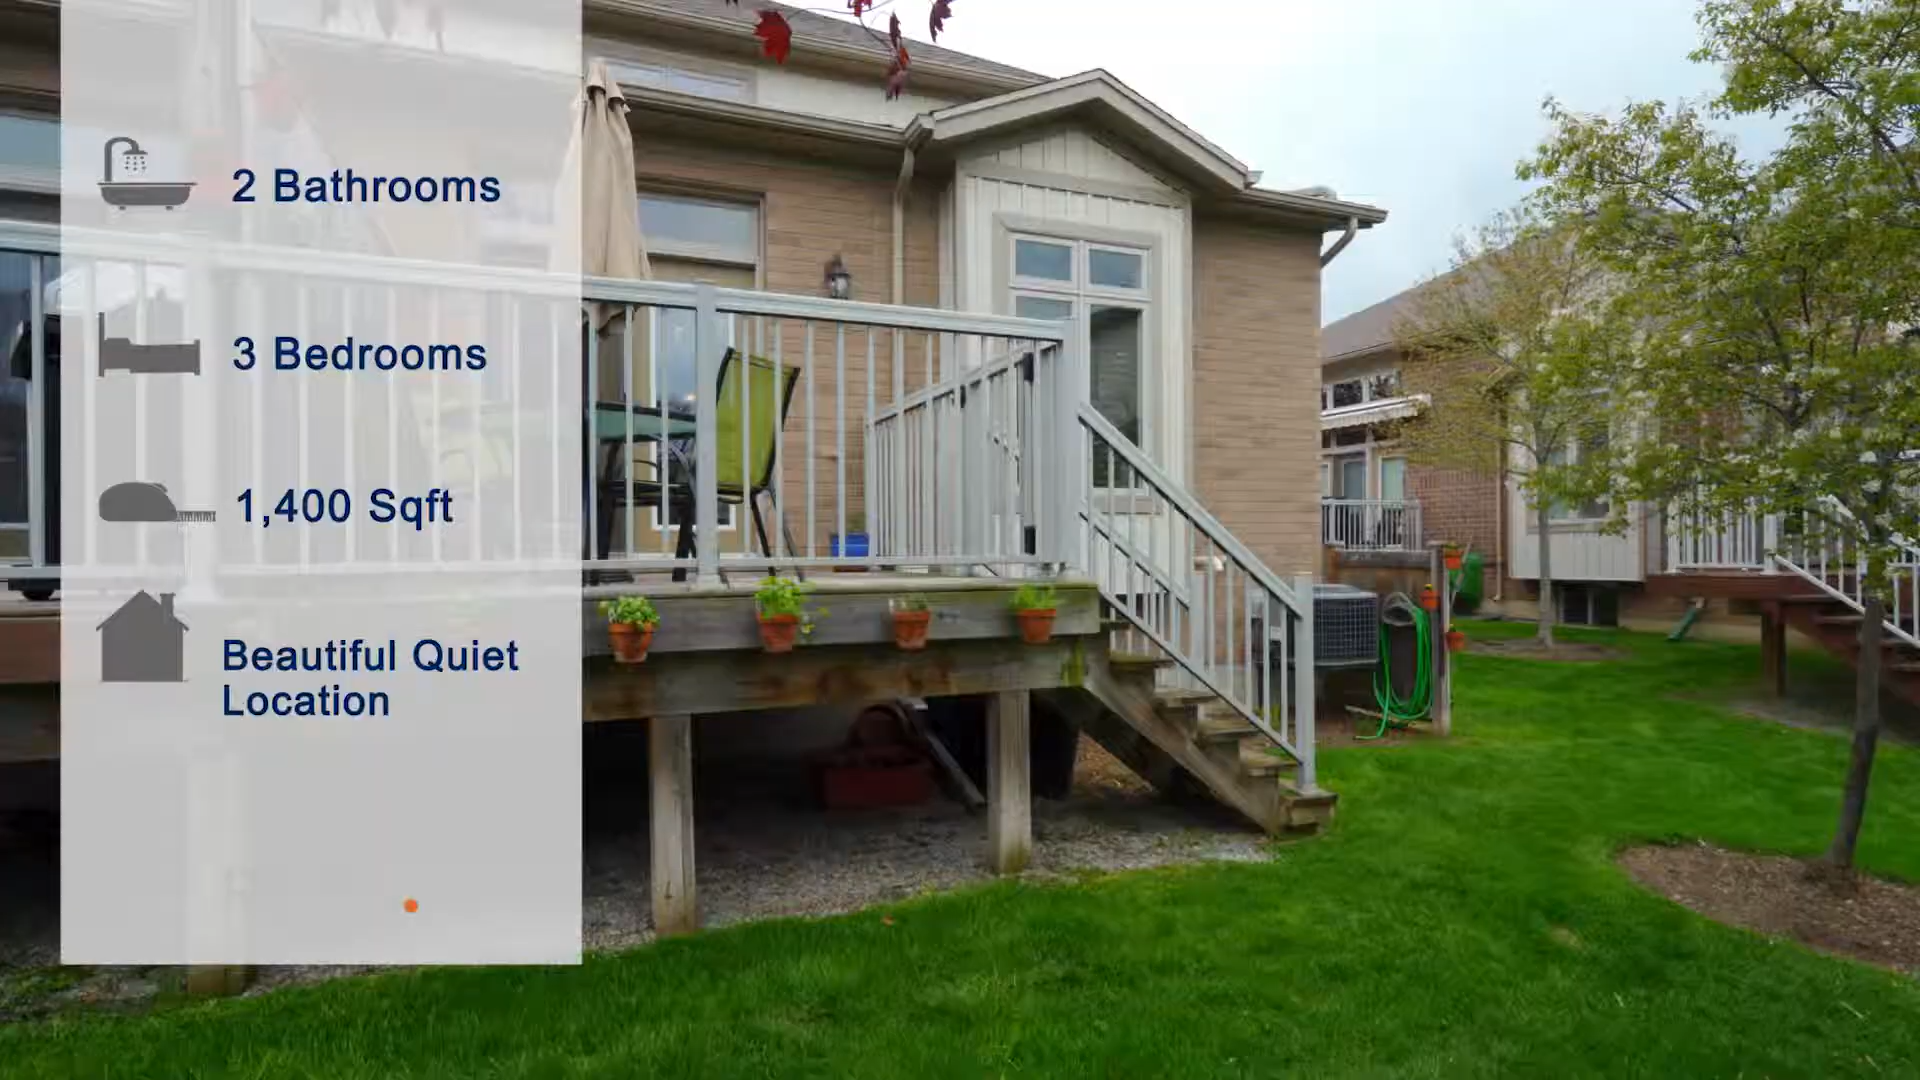 2 Bathrooms
3 Bedrooms
1,400 Sqft
Beautiful Quiet
Location